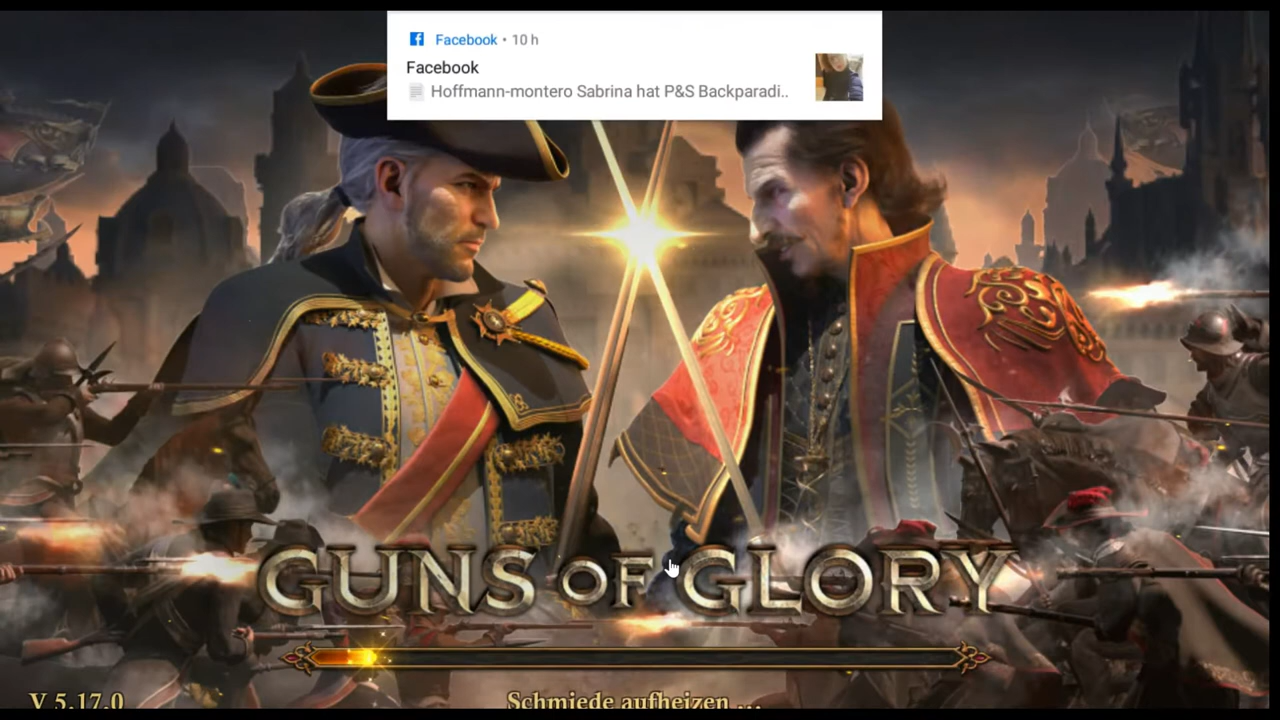 Facebook • 10 h
Facebook
Hoffmann-montero Sabrina hat P&S Backparadi..
GUNS OF GLORY
V 5.17.0
Schmiede aufheizen ...